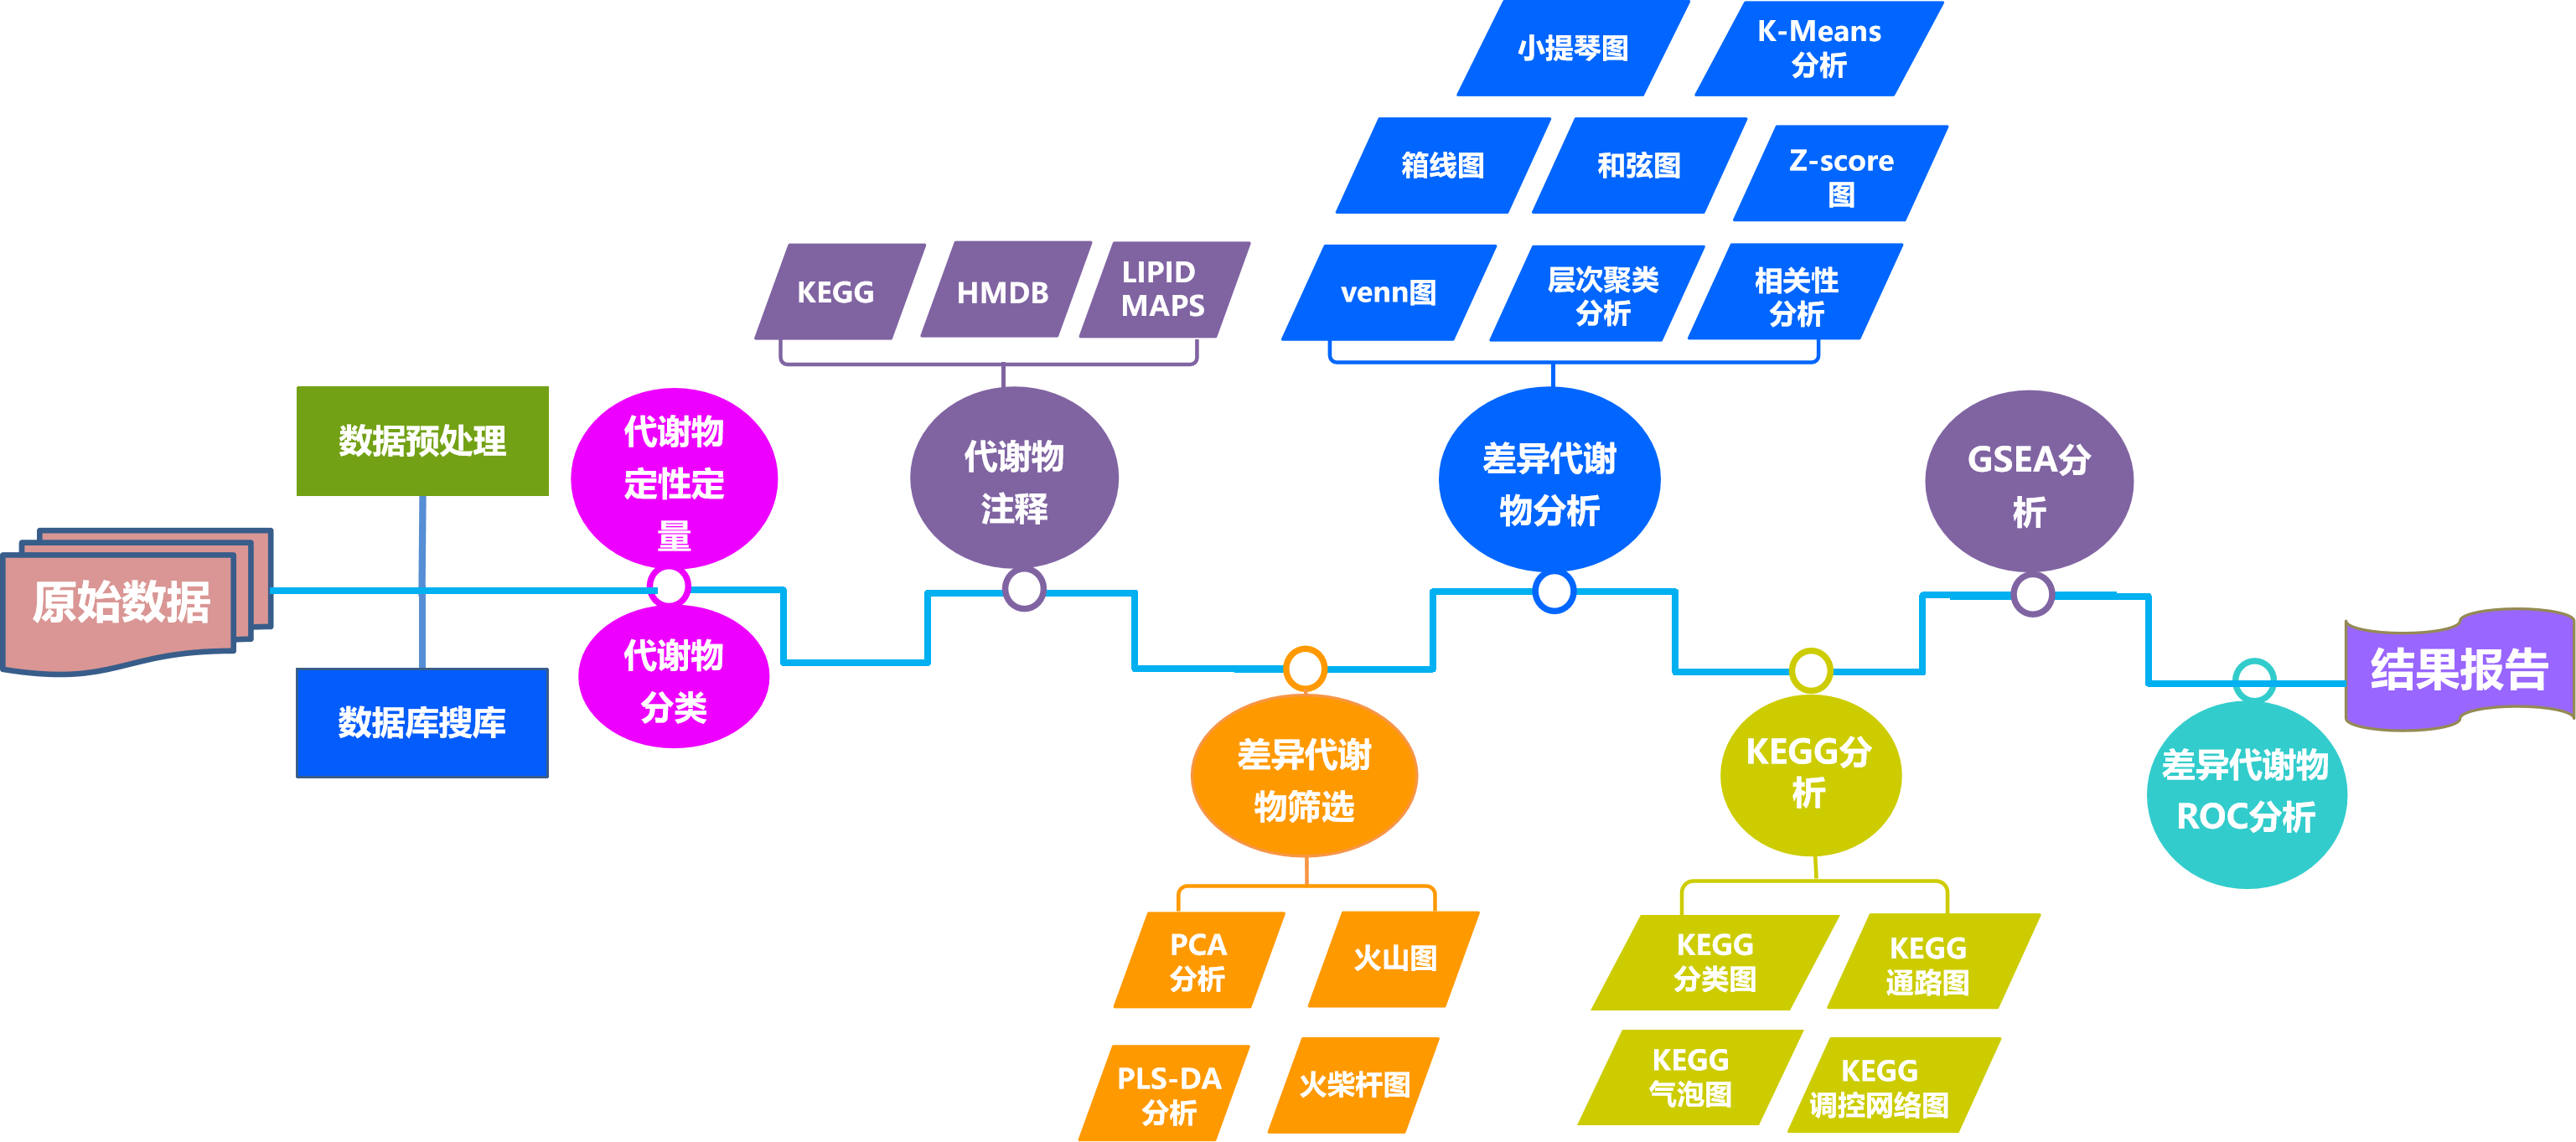 原始数据
数据预处理
数据库搜库
代谢物
定性定
量
代谢物
分类
KEGG
HMDB
LIPID
MAPS
代谢物
注释
差异代谢
物筛选
PCA
分析
火山图
PLS-DA
分析
火柴杆图
小提琴图
K-Means
分析
箱线图
和弦图
Z-score
图
venn图
层次聚类
分析
相关性
分析
差异代谢
物分析
KEGG分
析
KEGG
分类图
KEGG
通路图
KEGG
气泡图
KEGG
调控网络图
GSEA分
析
差异代谢物
ROC分析
结果报告